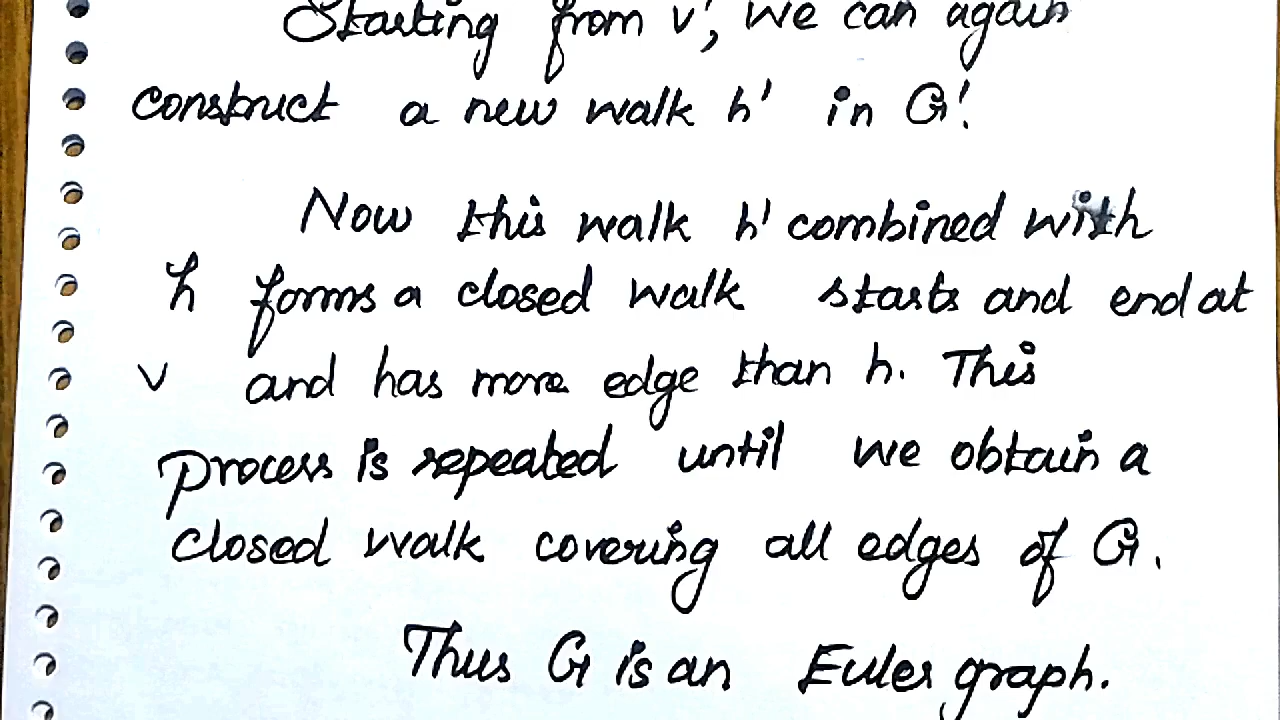 Starting from v', we can again
construct a new walk h' in G'.
Now this walk h' combined with
h forms a closed walk starts and end at
v and has more edge than h. This
process is repeated until we obtain a
closed walk covering all edges of G.
Thus G is an Euler graph.